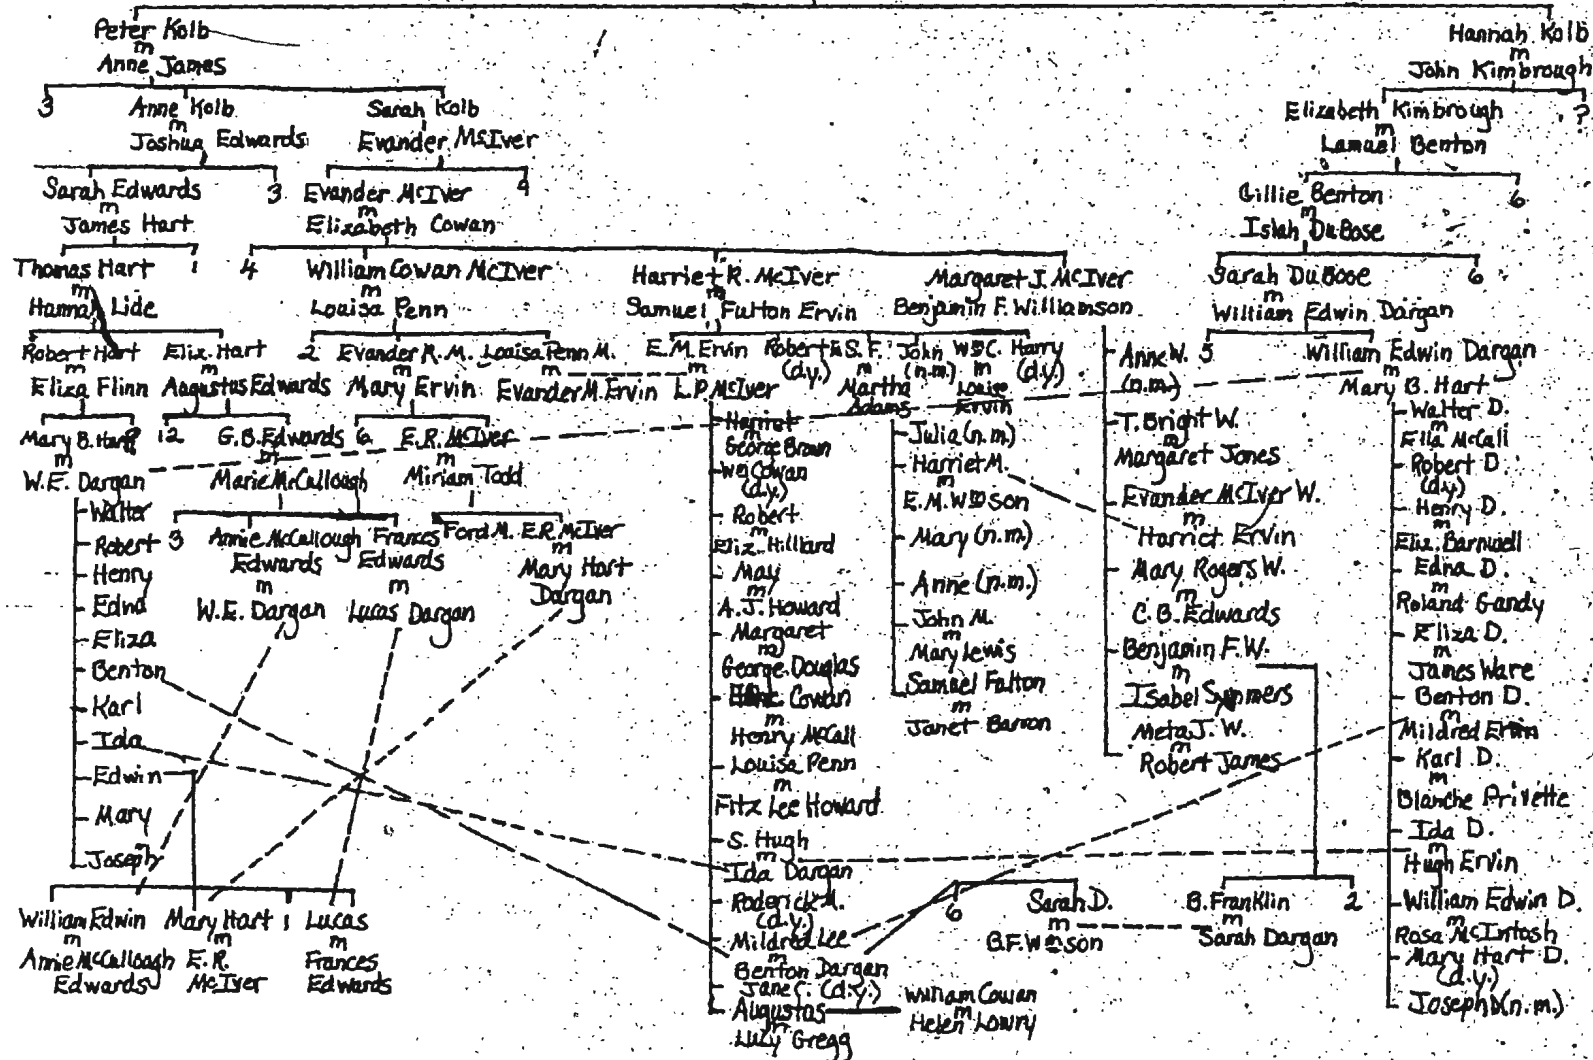 Peter Kolb
m
Anne James
Hannah Kolb
m
John Kimbrough
3
Anne Kolb
m
Joshua Edwards
Sarah Kolb
Evander McIver
Elizabeth Kimbrough
m
Lamuel Benton
?
Sarah Edwards
m
James Hart
3
Evander McIver
m
Elizabeth Cowan
9
Gillie Benton
m
Isiah DuBose
6
Thomas Hart
m
Hannah Lide
1
4
William Cowan McIver
m
Louisa Penn
Harriet R. McIver
m
Samuel Fulton Ervin
Margaret J. McIver
Benjamin F. Williamson
Sarah DuBose
m
William Edwin Dargan
6
Robert Hart
m
Eliza Flinn
Eliz. Hart
m
Augustus Edwards
2
Evander R. M.
m
Mary Ervin
Louisa Penn M.
m
Evander M. Ervin
E.M. Ervin
m
L.P. McIver
Robert E.
(d.y.)
S.F.
m
Martha
Adams
John
(n.m.)
W.C.
m
Louise
Ervin
Harry
(d.y.)
Anne W.
(n.m.)
T. Bright W.
m
Margaret Jones
Evander McIver W.
m
Harriet Ervin
Mary Rogers W.
m
C.B. Edwards
Benjamin F.W.
m
Isabel Symmers
Meta J. W.
m
Robert James
5
William Edwin Dargan
m
Mary B. Hart
Mary B. Hart
m
W.E. Dargan
?
12
G.B. Edwards
m
Marie McCullough
6
E.R. McIver
m
Miriam Todd
Walter
Robert
Henry
Edna
Eliza
Benton
Karl
Ida
Edwin
Mary
Joseph
3
Annie McCullough
Edwards
m
W.E. Dargan
Frances
Edwards
m
Lucas Dargan
Ford M.
E.R. McIver
m
Mary Hart
Dargan
Harriet
m
George Brown
Wm Cowan
(d.y.)
Robert
m
Eliz. Hilliard
May
m
A.J. Howard
Margaret
m
George Douglas
Cowan
m
Henry McCall
Louisa Penn
m
Fitz Lee Howard
S. Hugh
m
Ida Dargan
Roderick M.
(d.y.)
Mildred Lee
m
Benton Dargan
Jane C. (d.y.)
Augustas
m
Lucy Gregg
Julia (n.m.)
Harriet M.
m
E.M. Wmson
Mary (n.m.)
Anne (n.m.)
John M.
m
Mary Lewis
Samuel Fulton
m
Janet Barron
Walter D.
m
Ella McCall
Robert D.
(d.y.)
Henry D.
m
Eliz. Barnwell
Edna D.
m
Roland Gandy
Eliza D.
m
James Ware
Benton D.
m
Mildred Ervin
Karl D.
m
Blanche Privette
Ida D.
m
Hugh Ervin
William Edwin D.
m
Rosa McIntosh
Mary Hart D.
(d.y.)
Joseph D (n.m.)
William Edwin
m
Annie McCullough
Edwards
Mary Hart
m
E.R.
McIver
1
Lucas
m
Frances
Edwards
6
Sarah D.
m
B.F. Wmson
B. Franklin
m
Sarah Dargan
2
William Cowan
m
Helen Lowry